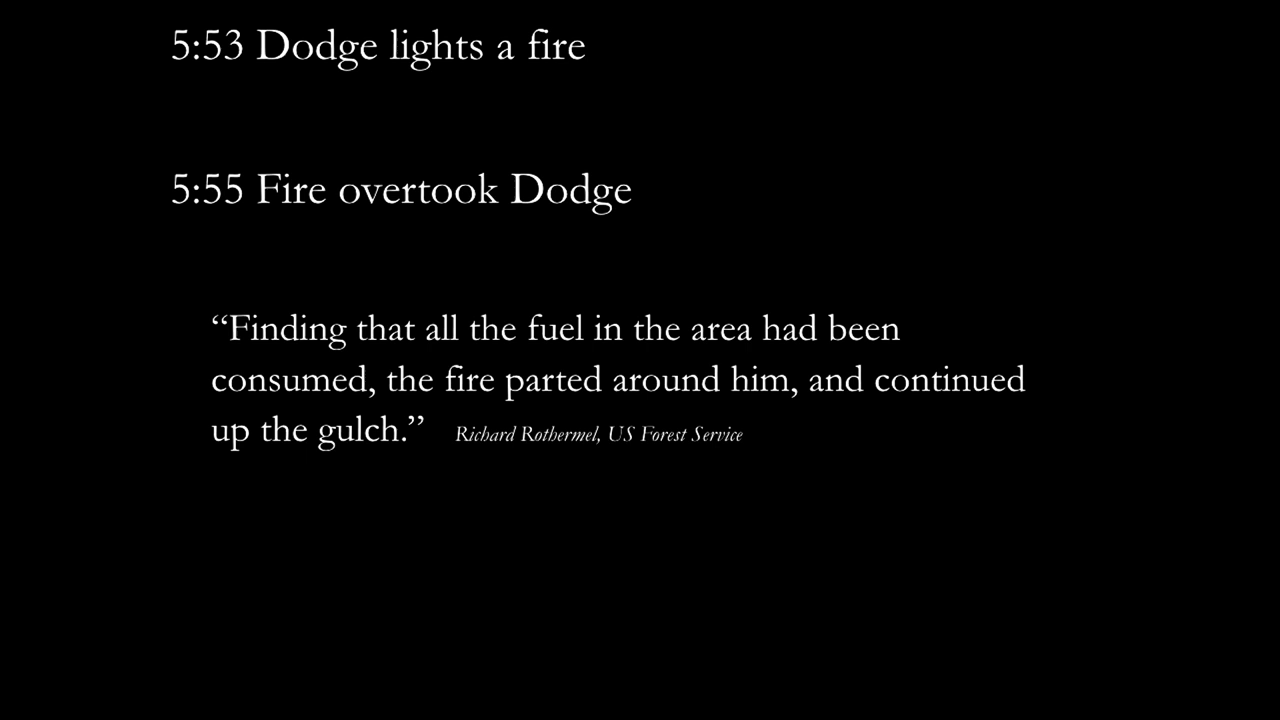 5:53 Dodge lights a fire
5:55 Fire overtook Dodge
“Finding that all the fuel in the area had been
consumed, the fire parted around him, and continued
up the gulch.” Richard Rothermel, US Forest Service